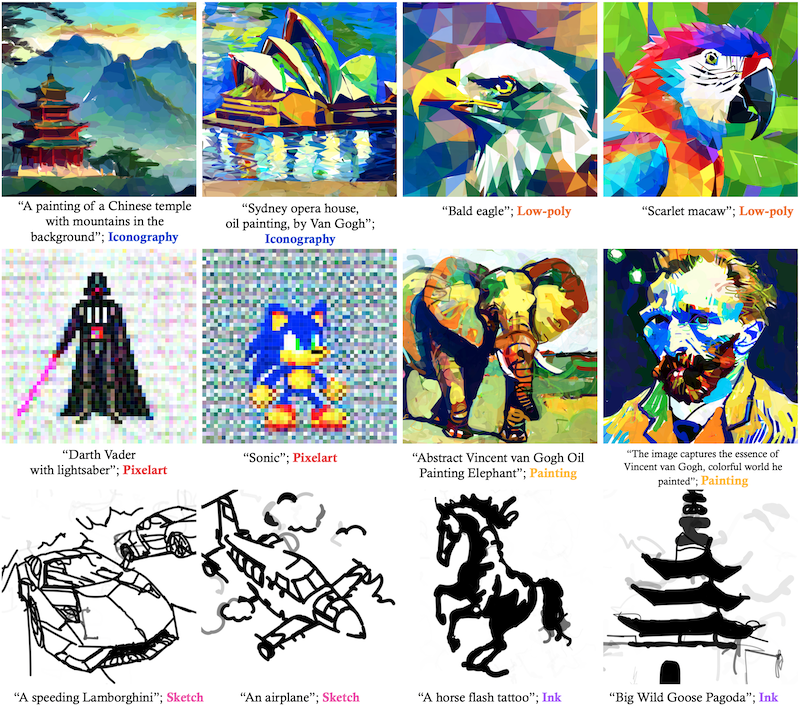 “A painting of a Chinese temple
with mountains in the
background”; Iconography
“Sydney opera house,
oil painting, by Van Gogh”;
Iconography
“Bald eagle”; Low-poly
“Scarlet macaw”; Low-poly
“Darth Vader
with lightsaber”; Pixelart
“Sonic”; Pixelart
“Abstract Vincent van Gogh Oil
Painting Elephant”; Painting
“The image captures the essence of
Vincent van Gogh, colorful world he
painted”; Painting
“A speeding Lamborghini”; Sketch
“An airplane”; Sketch
“A horse flash tattoo”; Ink
“Big Wild Goose Pagoda”; Ink